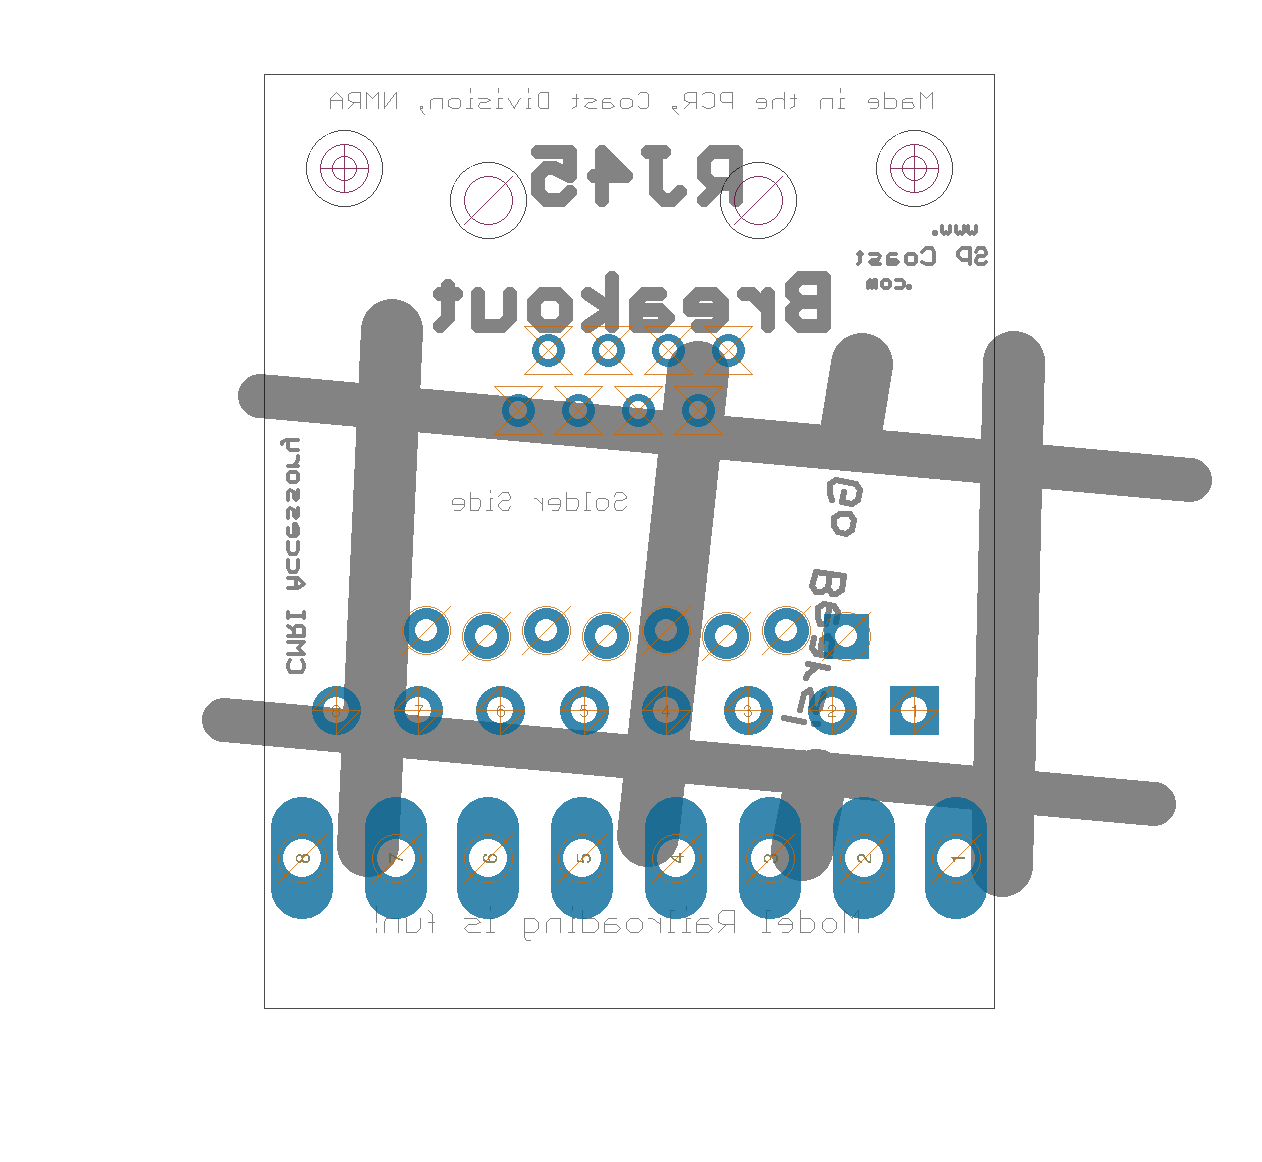 Made in the PCR, Coast Division, NMRA
RJ45
www.
SP Coast
.com
Breakout
CMRI Accessory
Solder Side
Go Bears!
8 7 6 5 4 3 2 1
8 7 6 5 4 3 2 1
Model Railroading is fun!